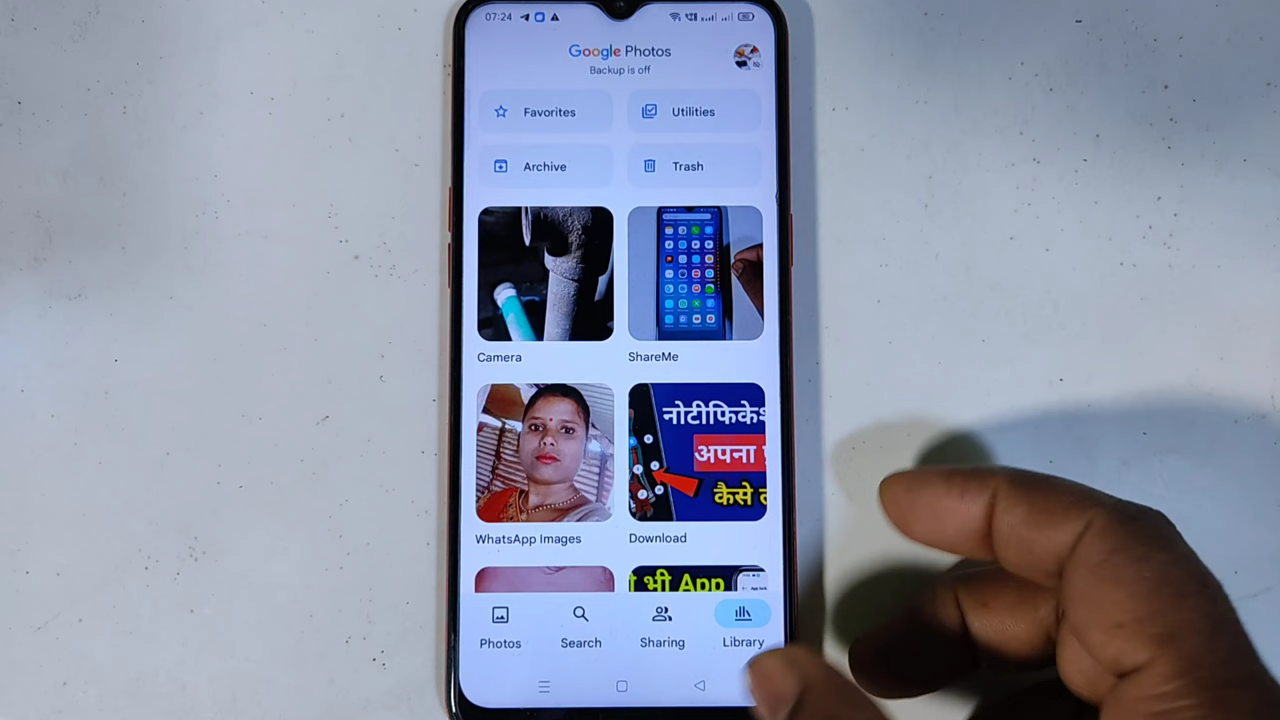 07:24
Google Photos
Backup is off
Favorites
Utilities
Archive
Trash
Camera
ShareMe
नोटीफिकेश
अपना
कैसे
WhatsApp Images
Download
भी App
Photos
Search
Sharing
Library